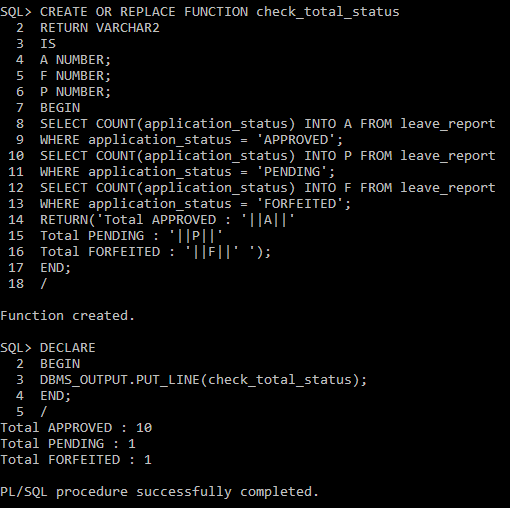 SQL> CREATE OR REPLACE FUNCTION check_total_status
  2  RETURN VARCHAR2
  3  IS
  4  A NUMBER;
  5  F NUMBER;
  6  P NUMBER;
  7  BEGIN
  8  SELECT COUNT(application_status) INTO A FROM leave_report
  9  WHERE application_status = 'APPROVED';
 10  SELECT COUNT(application_status) INTO P FROM leave_report
 11  WHERE application_status = 'PENDING';
 12  SELECT COUNT(application_status) INTO F FROM leave_report
 13  WHERE application_status = 'FORFEITED';
 14  RETURN('Total APPROVED : '||A||'
 15  Total PENDING : '||P||'
 16  Total FORFEITED : '||F||' ');
 17  END;
 18  /

Function created.

SQL> DECLARE
  2  BEGIN
  3  DBMS_OUTPUT.PUT_LINE(check_total_status);
  4  END;
  5  /
Total APPROVED : 10
Total PENDING : 1
Total FORFEITED : 1

PL/SQL procedure successfully completed.